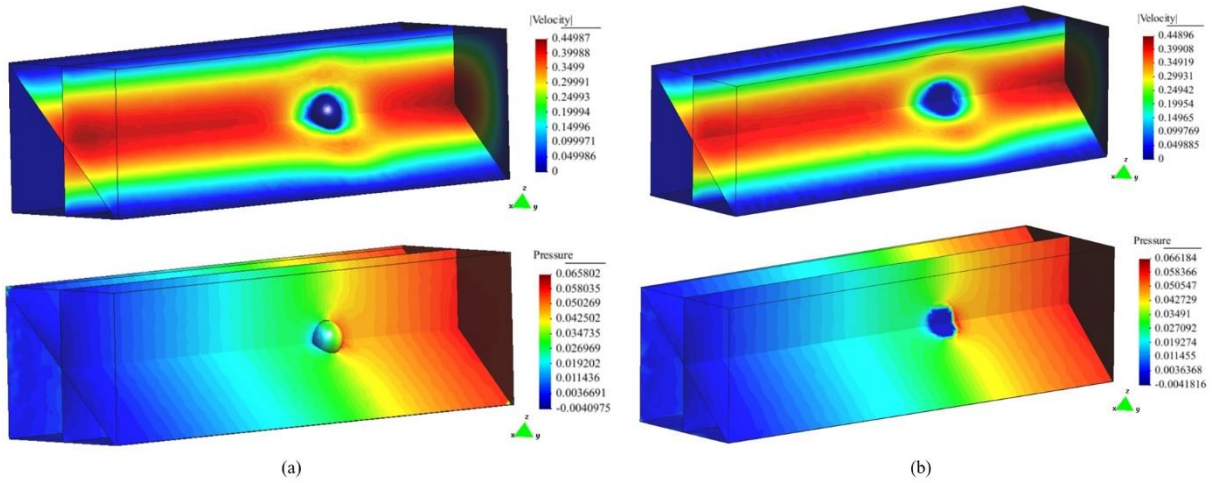 |Velocity|
0.44987
0.39988
0.3499
0.29991
0.24993
0.19994
0.14996
0.099971
0.049986
0
z
x y
|Velocity|
0.44896
0.39908
0.34919
0.29931
0.24942
0.19954
0.14965
0.099769
0.049885
0
z
x y
Pressure
0.065802
0.058035
0.050269
0.042502
0.034735
0.026969
0.019202
0.011436
0.0036691
-0.0040975
z
x y
Pressure
0.066184
0.058366
0.050547
0.042729
0.03491
0.027092
0.019274
0.011455
0.0036368
-0.0041816
z
x y
(a)
(b)